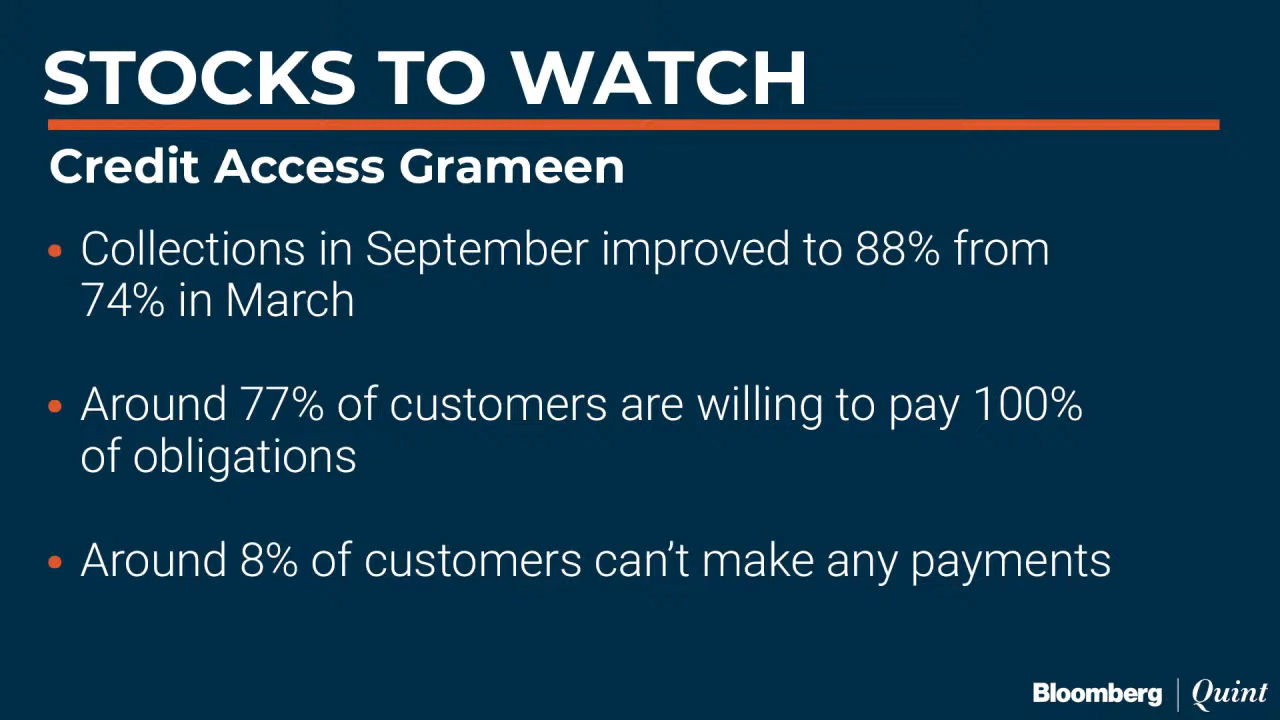 STOCKS TO WATCH
Credit Access Grameen
• Collections in September improved to 88% from
74% in March
• Around 77% of customers are willing to pay 100%
of obligations
• Around 8% of customers can't make any payments
Bloomberg | Quint